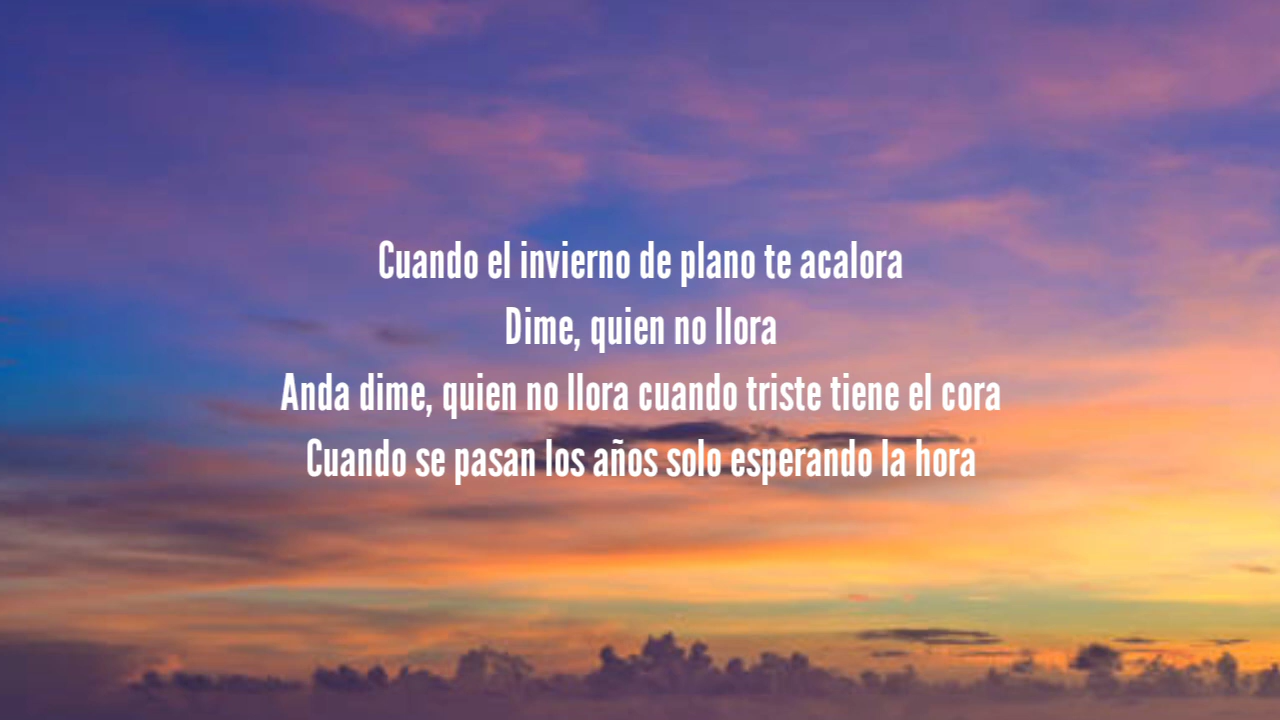 Cuando el invierno de plano te acalora
Dime, quien no llora
Anda dime, quien no llora cuando triste tiene el cora
Cuando se pasan los años solo esperando la hora